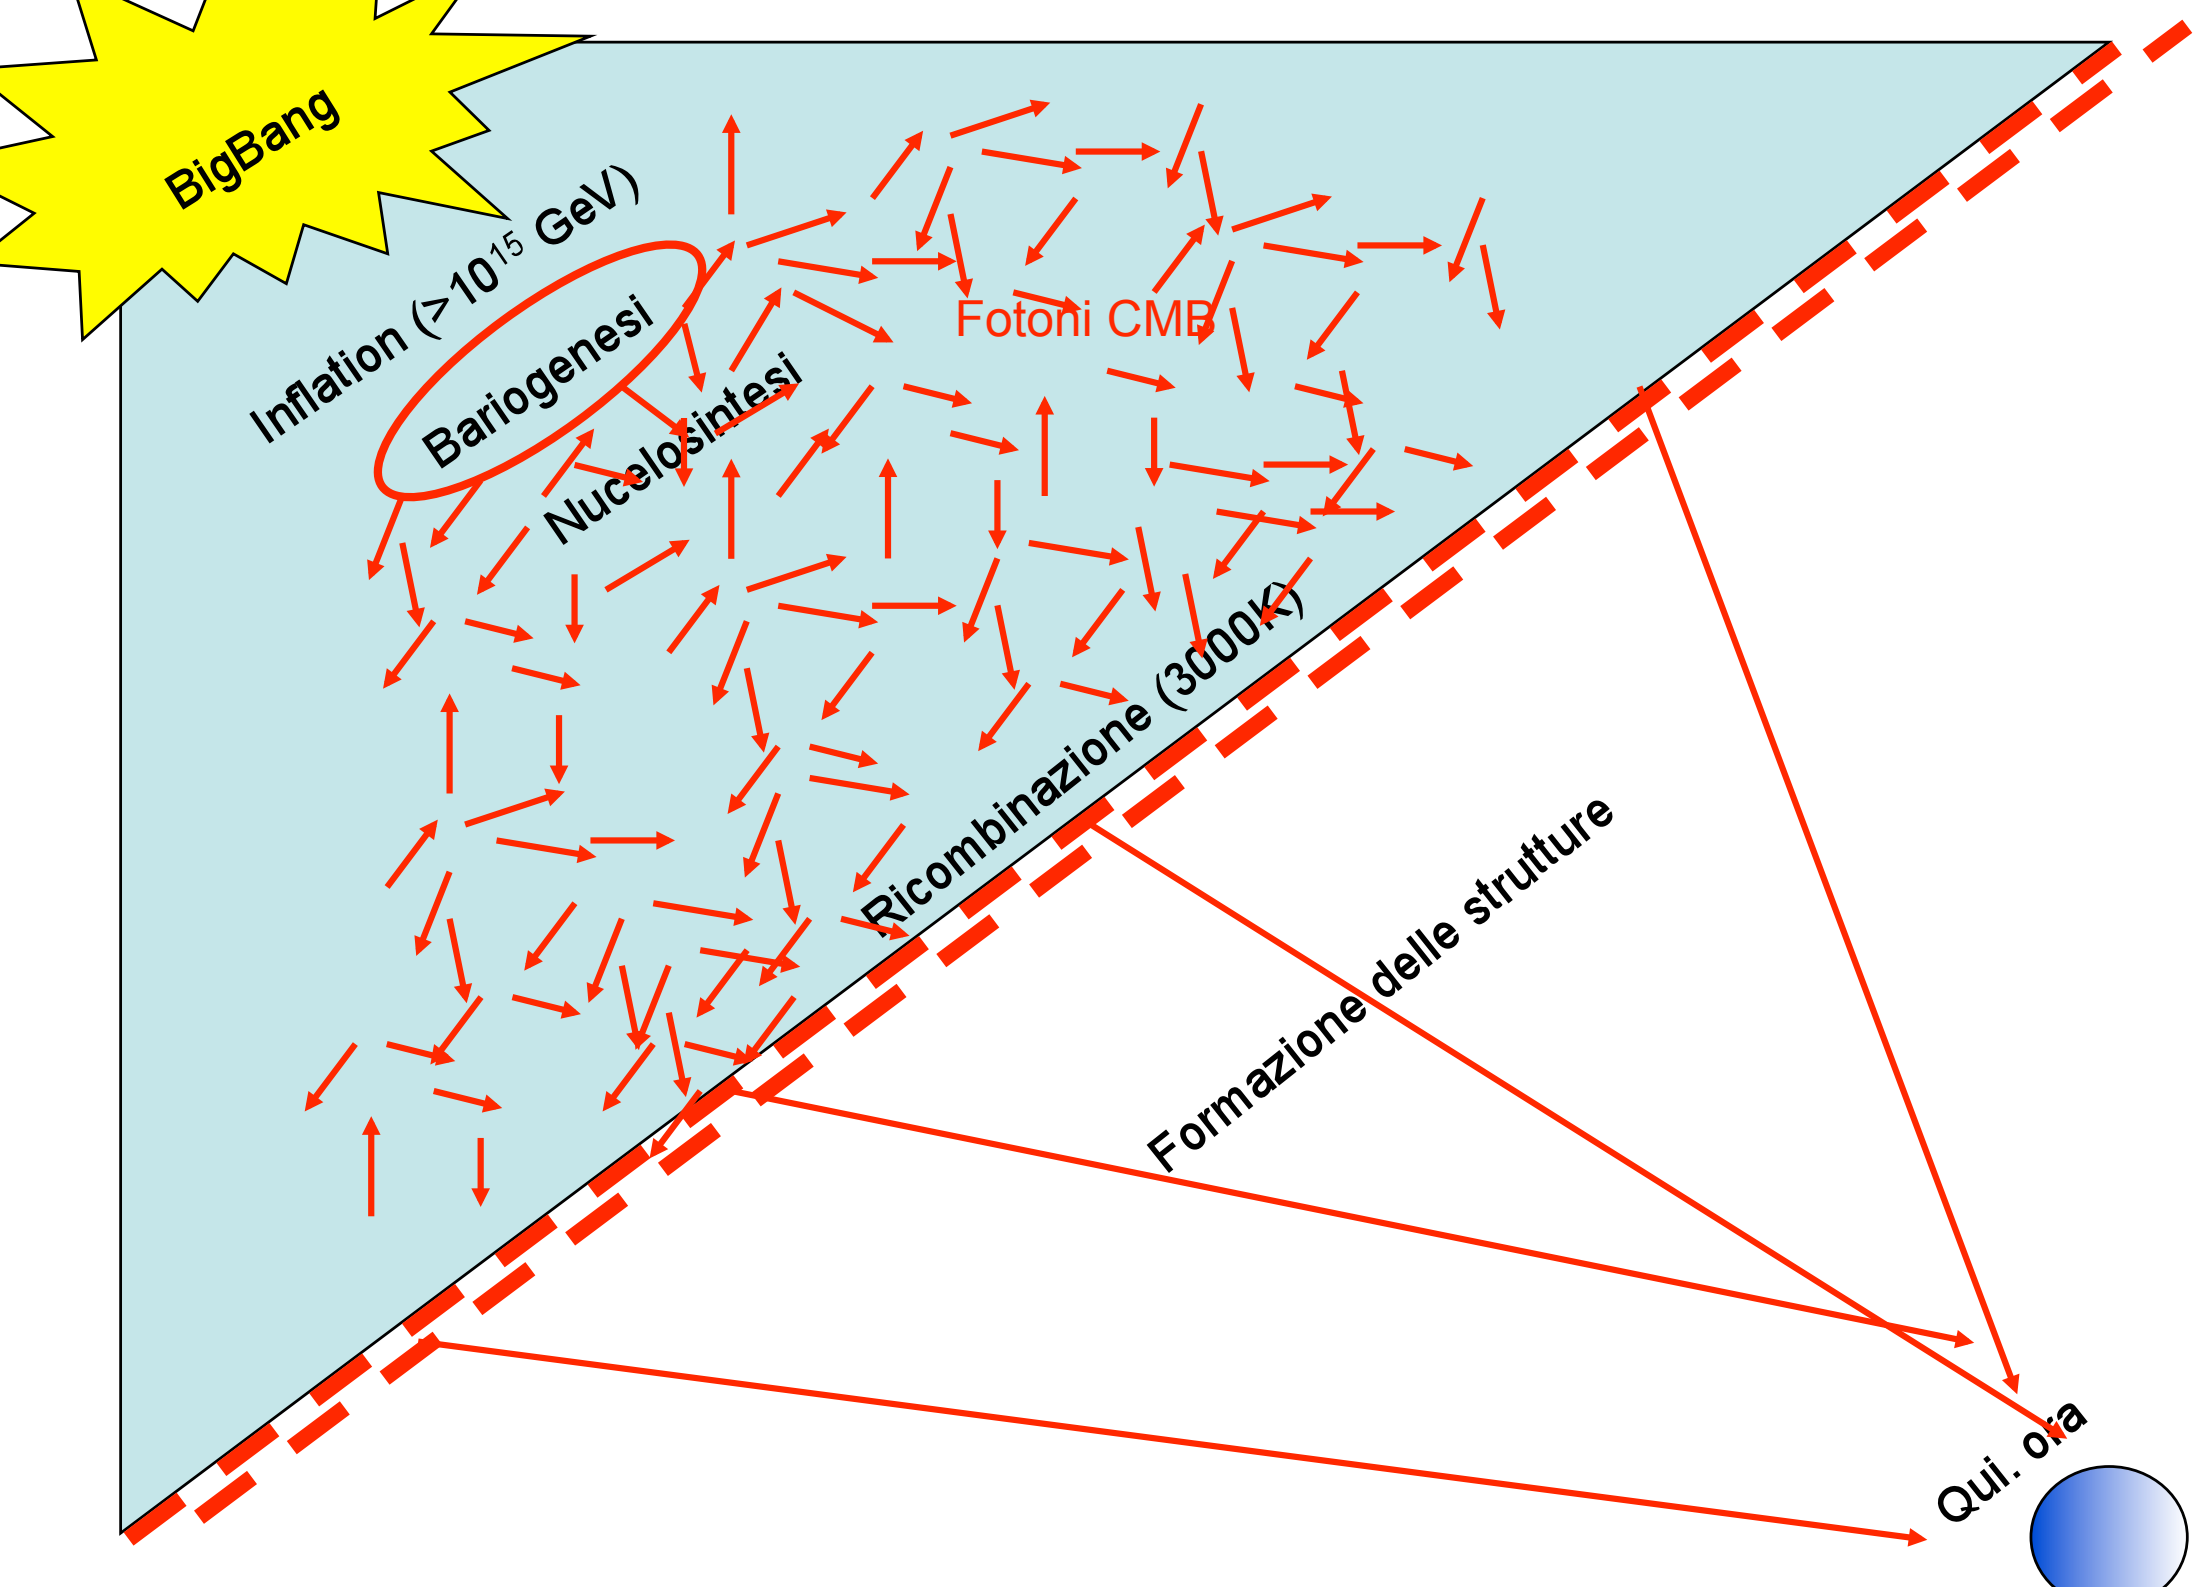 BigBang
Inflation (>10¹⁵ GeV)
Bariogenesi
Nucelosintesi
Fotoni CMB
Ricombinazione (3000K)
Formazione delle strutture
Qui. ora